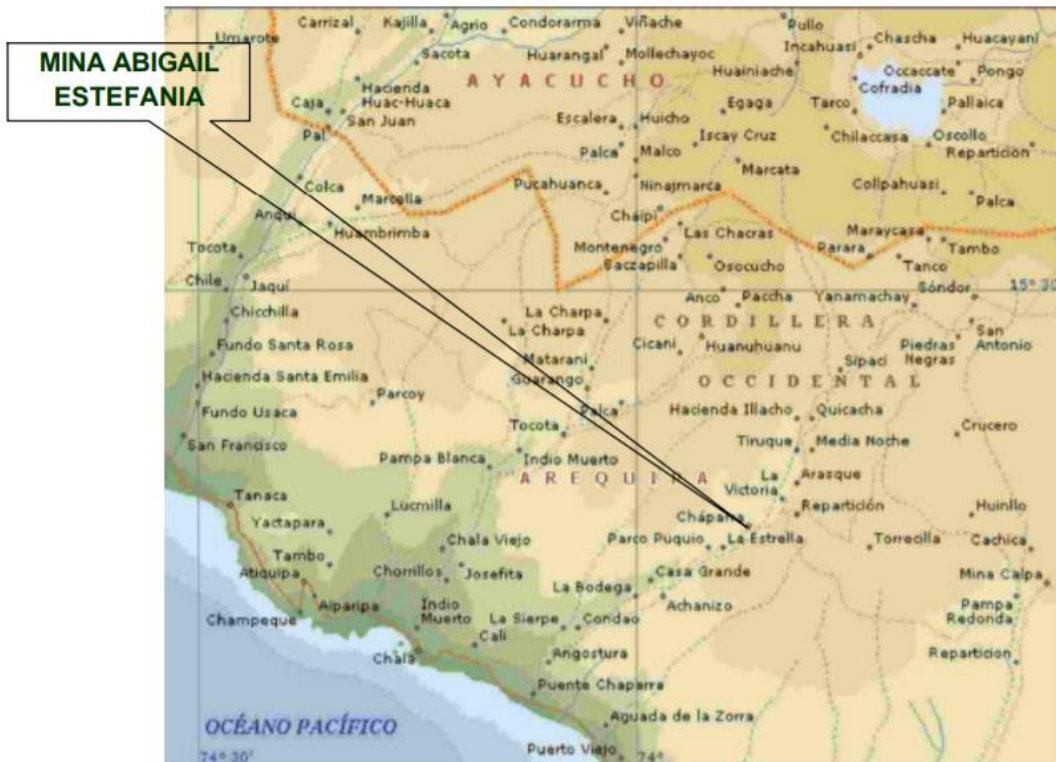 MINA ABIGAIL
ESTEFANIA
Umarote
Carrizal
Kajilla
Agrio
Condorarma
Viñache
Pullo
Sacota
Huarangal
Mollechayoc
Incahuasi
Chascha
Huacayani
AYACUCHO
Huainiache
Occaccate
Pongo
Hacienda
Huac-Huaca
Cofradia
Caja
San Juan
Pal
Escalera
Huicho
Egaga
Tarco
Pallaica
Iscay Cruz
Chilaccasa
Oscollo
Palca
Malco
Marcata
Reparticion
Colca
Pucahuanca
Ninajmarca
Collpahuasi
Palca
Marcella
Chaipi
Anqui
Huambrimba
Las Chacras
Maraycasa
Tocota
Montenegro
Parara
Tambo
Saczapilla
Osocucho
Tanco
Chile
Jaquí
Anco
Paccha
Yanamachay
Sóndor
15° 30
Chicchilla
La Charpa
La Charpa
CORDILLERA
San
Antonio
Fundo Santa Rosa
Matarani
Cicani
Huanuhuanu
Piedras
Negras
Sipaci
Hacienda Santa Emilia
Guarango
OCCIDENTAL
Fundo Usaca
Parcoy
Palca
Hacienda Illacho
Quicacha
San Francisco
Tocota
Tiruque
Media Noche
Crucero
Pampa Blanca
Indio Muerto
AREQUIPA
La
Victoria
Arasque
Tanaca
Lucmilla
Cháparra
Repartición
Huinllo
Yactapara
Chala Viejo
Parco Puquio
La Estrella
Torrecilla
Cachica
Tambo
Atiquipa
Chorrillos
Josefita
Casa Grande
Mina Calpa
Aiparipa
La Bodega
Achanizo
Champeque
Indio
Muerto
La Sierpe
Condao
Pampa
Redonda
Cali
Chala
Angostura
Reparticion
Puente Chaparra
OCÉANO PACÍFICO
Aguada de la Zorra
74° 30'
Puerto Viejo
74°